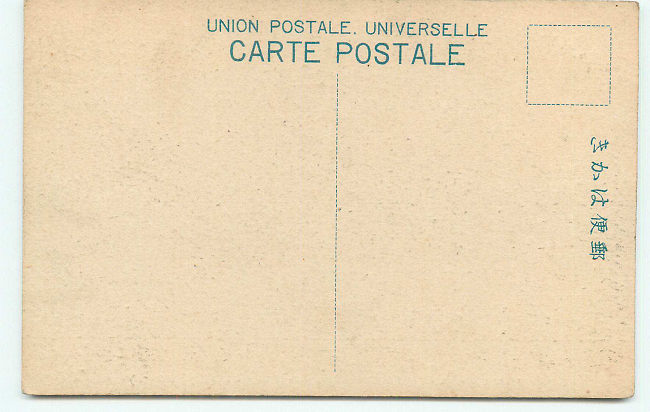 UNION POSTALE. UNIVERSELLE
CARTE POSTALE
郵便はかき